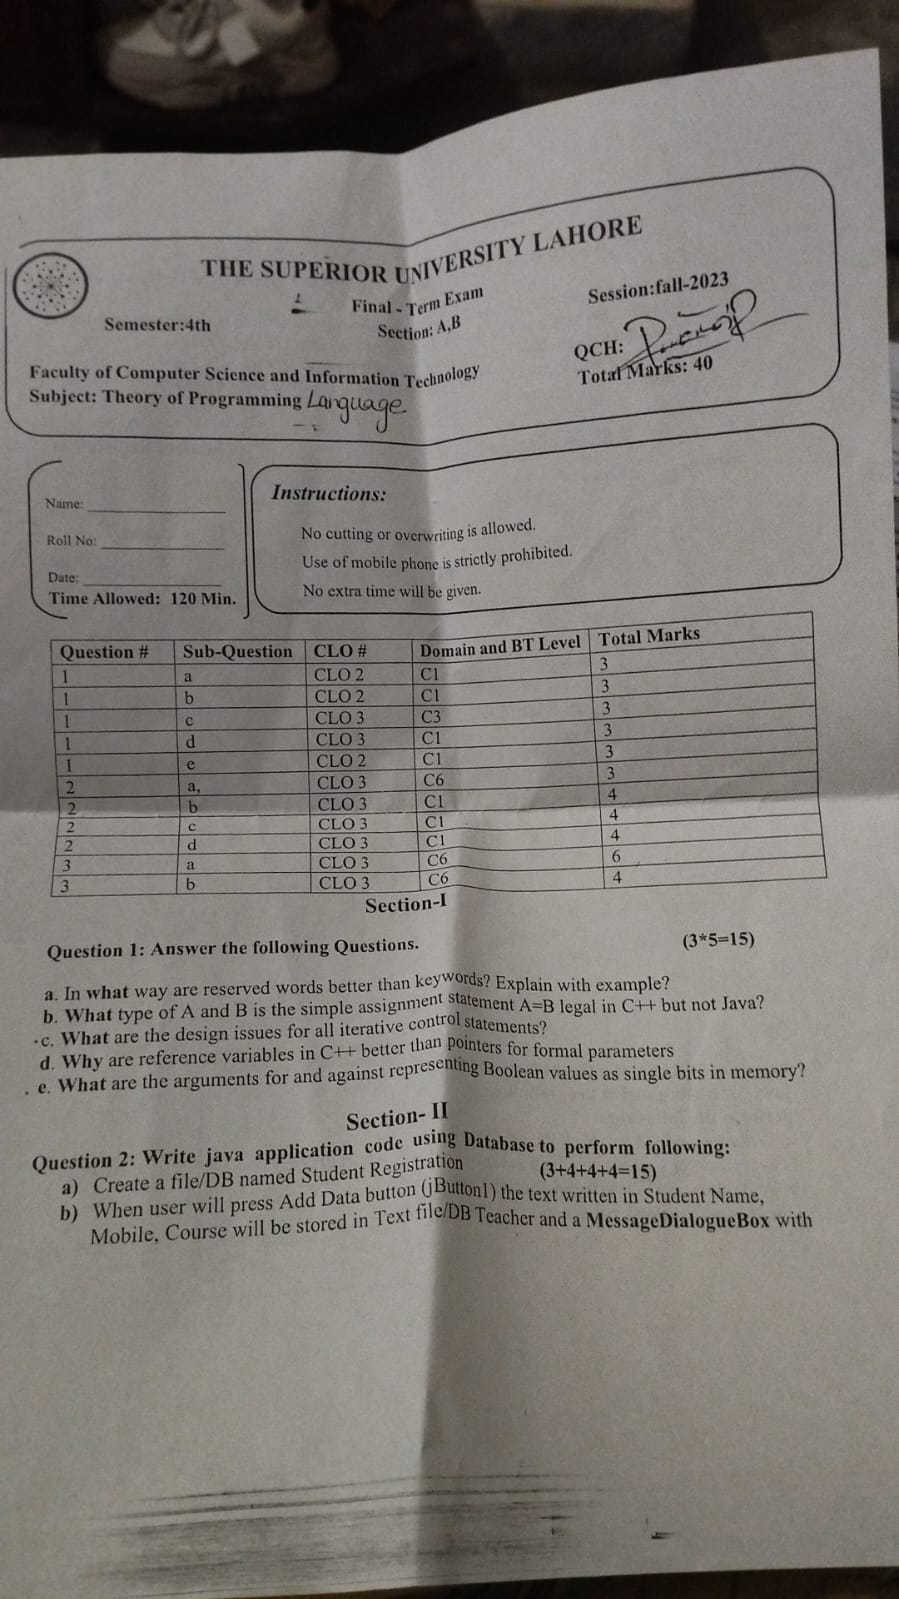 THE SUPERIOR UNIVERSITY LAHORE
Final - Term Exam
Session:fall-2023
Semester:4th
Section: A,B
QCH:
Faculty of Computer Science and Information Technology
Total Marks: 40
Subject: Theory of Programming Language
Name:
Roll No:
Date:
Time Allowed: 120 Min.
Instructions:
No cutting or overwriting is allowed.
Use of mobile phone is strictly prohibited.
No extra time will be given.
Question # Sub-Question CLO # Domain and BT Level Total Marks
1 a CLO 2 C1 3
1 b CLO 2 C1 3
1 c CLO 3 C3 3
1 d CLO 3 C1 3
1 e CLO 2 C1 3
2 a, CLO 3 C6 3
2 b CLO 3 C1 4
2 c CLO 3 C1 4
2 d CLO 3 C1 4
3 a CLO 3 C6 6
3 b CLO 3 C6 4
Section-I
Question 1: Answer the following Questions. (3*5=15)
a. In what way are reserved words better than keywords? Explain with example?
b. What type of A and B is the simple assignment statement A=B legal in C++ but not Java?
c. What are the design issues for all iterative control statements?
d. Why are reference variables in C++ better than pointers for formal parameters
e. What are the arguments for and against representing Boolean values as single bits in memory?
Section- II
Question 2: Write java application code using Database to perform following:
a) Create a file/DB named Student Registration (3+4+4+4=15)
b) When user will press Add Data button (jButton1) the text written in Student Name,
Mobile, Course will be stored in Text file/DB Teacher and a MessageDialogueBox with